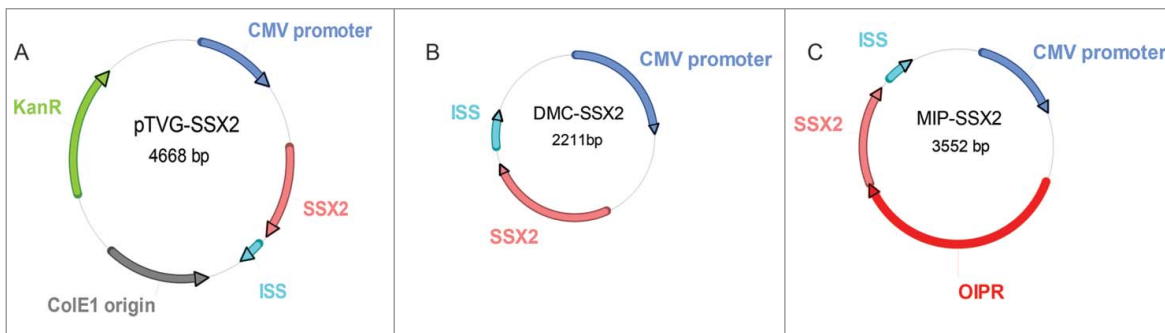 A
CMV promoter
KanR
pTVG-SSX2
4668 bp
SSX2
ISS
ColE1 origin
B
CMV promoter
ISS
DMC-SSX2
2211bp
SSX2
C
ISS
CMV promoter
SSX2
MIP-SSX2
3552 bp
OIPR